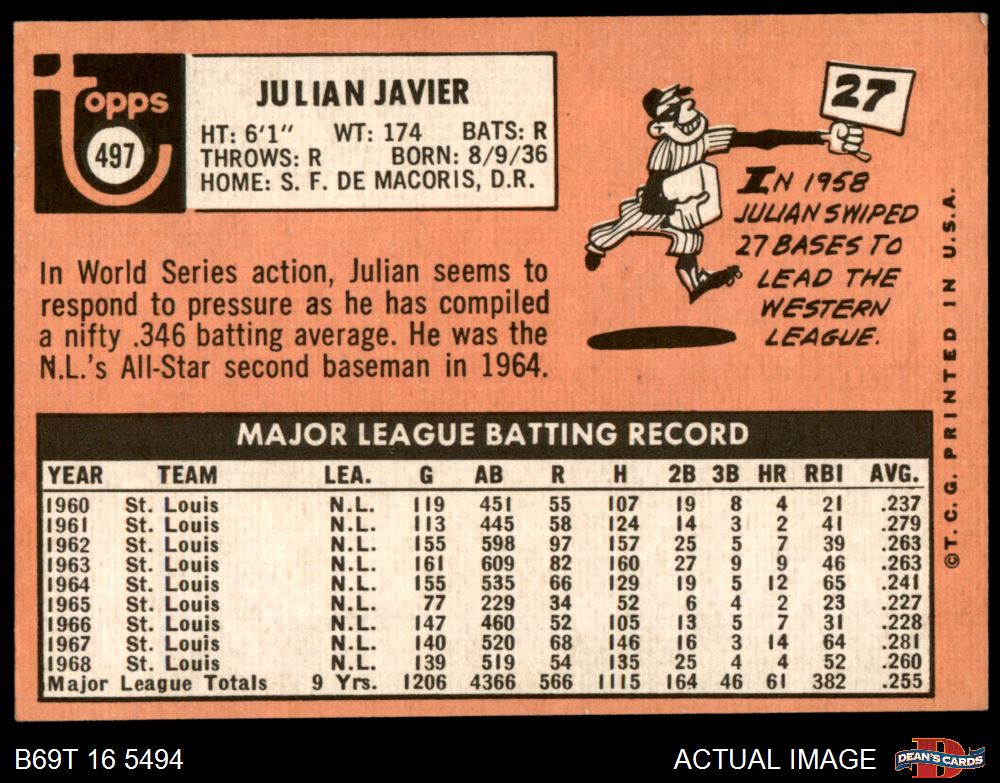 Topps
497
JULIAN JAVIER
HT: 6'1" WT: 174 BATS: R
THROWS: R BORN: 8/9/36
HOME: S. F. DE MACORIS, D.R.
27
IN 1958
JULIAN SWIPED
27 BASES TO
LEAD THE
WESTERN
LEAGUE.
In World Series action, Julian seems to
respond to pressure as he has compiled
a nifty .346 batting average. He was the
N.L.'s All-Star second baseman in 1964.
©T. C. G. PRINTED IN U.S.A.
MAJOR LEAGUE BATTING RECORD
YEAR TEAM LEA. G AB R H 2B 3B HR RBI AVG.
1960 St. Louis N.L. 119 451 55 107 19 8 4 21 .237
1961 St. Louis N.L. 113 445 58 124 14 3 2 41 .279
1962 St. Louis N.L. 155 598 97 157 25 5 7 39 .263
1963 St. Louis N.L. 161 609 82 160 27 9 9 46 .263
1964 St. Louis N.L. 155 535 66 129 19 5 12 65 .241
1965 St. Louis N.L. 77 229 34 52 6 4 2 23 .227
1966 St. Louis N.L. 147 460 52 105 13 5 7 31 .228
1967 St. Louis N.L. 140 520 68 146 16 3 14 64 .281
1968 St. Louis N.L. 139 519 54 135 25 4 4 52 .260
Major League Totals 9 Yrs. 1206 4366 566 1115 164 46 61 382 .255
B69T 16 5494
ACTUAL IMAGE
D
DEAN'S CARDS